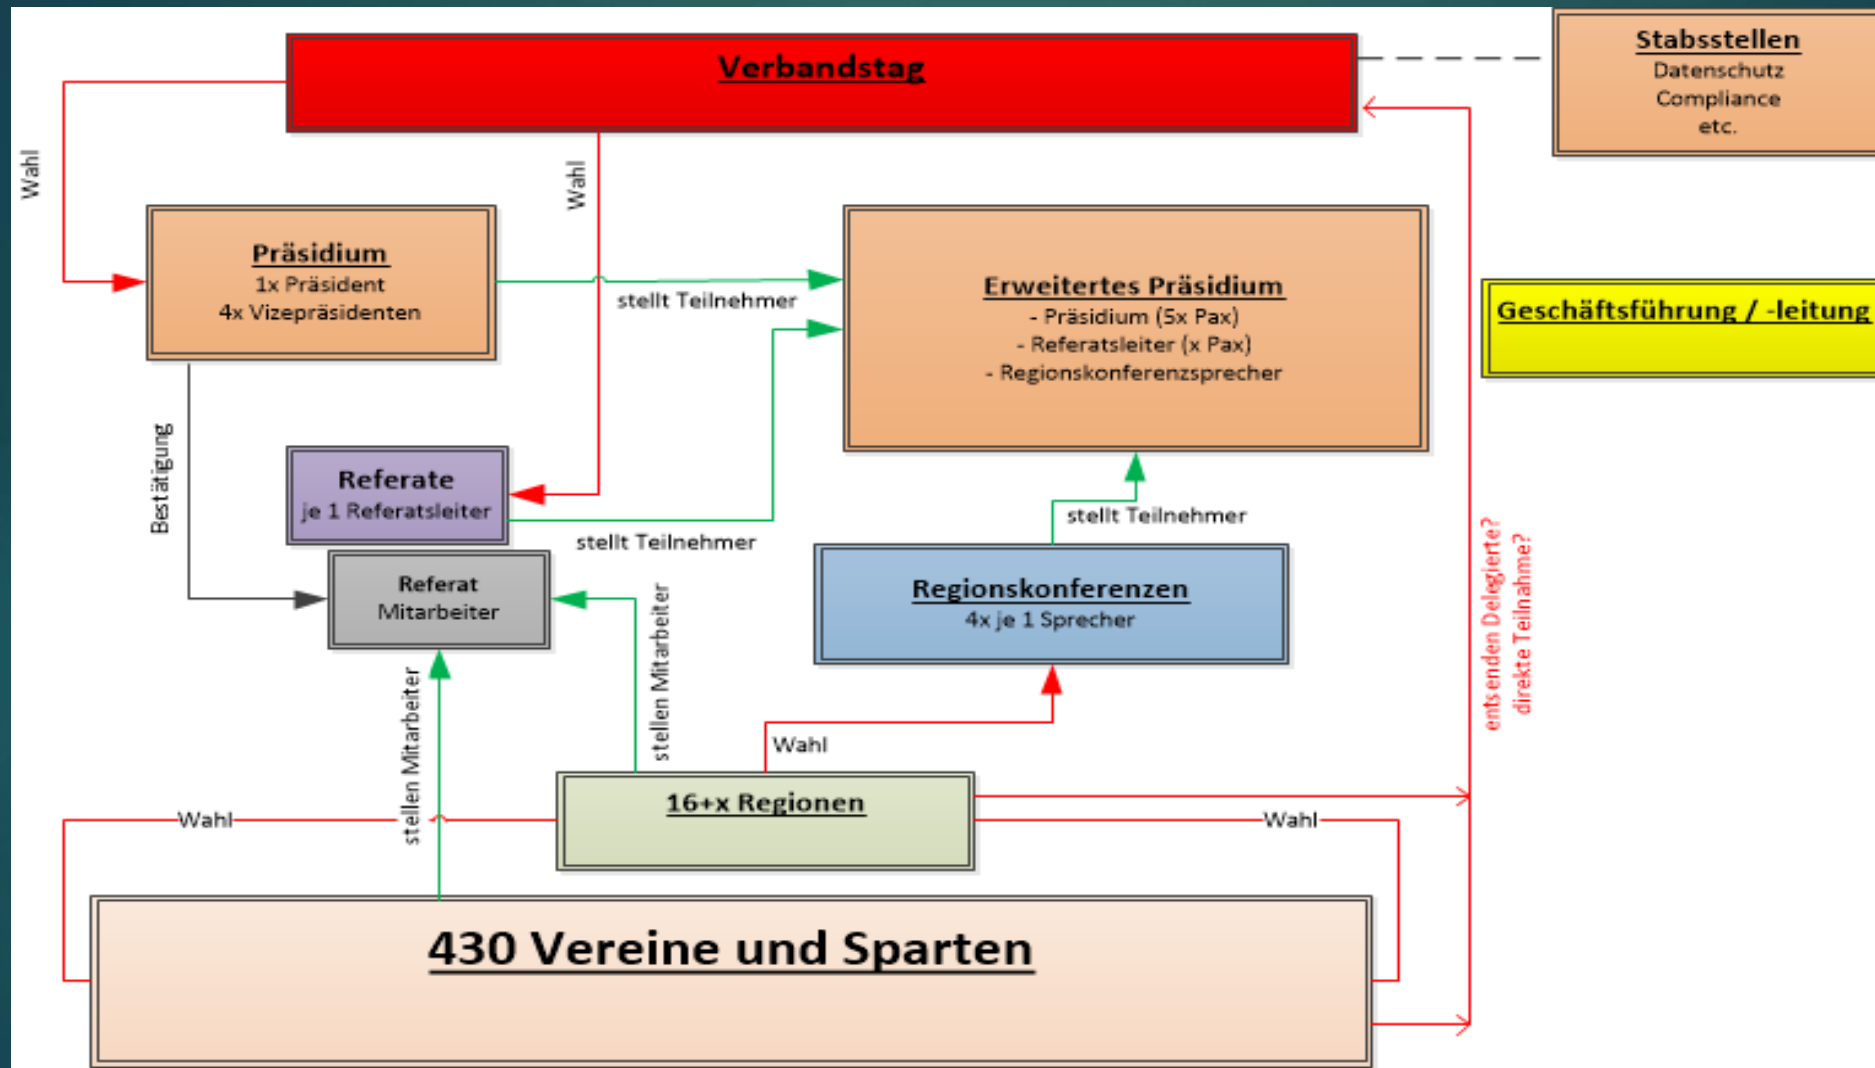 Verbandstag
Stabsstellen
Datenschutz
Compliance
etc.
Wahl
Wahl
Präsidium
1x Präsident
4x Vizepräsidenten
stellt Teilnehmer
Erweitertes Präsidium
- Präsidium (5x Pax)
- Referatsleiter (x Pax)
- Regionskonferenzsprecher
Geschäftsführung / -leitung
Bestätigung
Referate
je 1 Referatsleiter
stellt Teilnehmer
stellt Teilnehmer
Referat
Mitarbeiter
Regionskonferenzen
4x je 1 Sprecher
entsenden Delegierte?
direkte Teilnahme?
stellen Mitarbeiter
stellen Mitarbeiter
Wahl
16+x Regionen
Wahl
Wahl
430 Vereine und Sparten